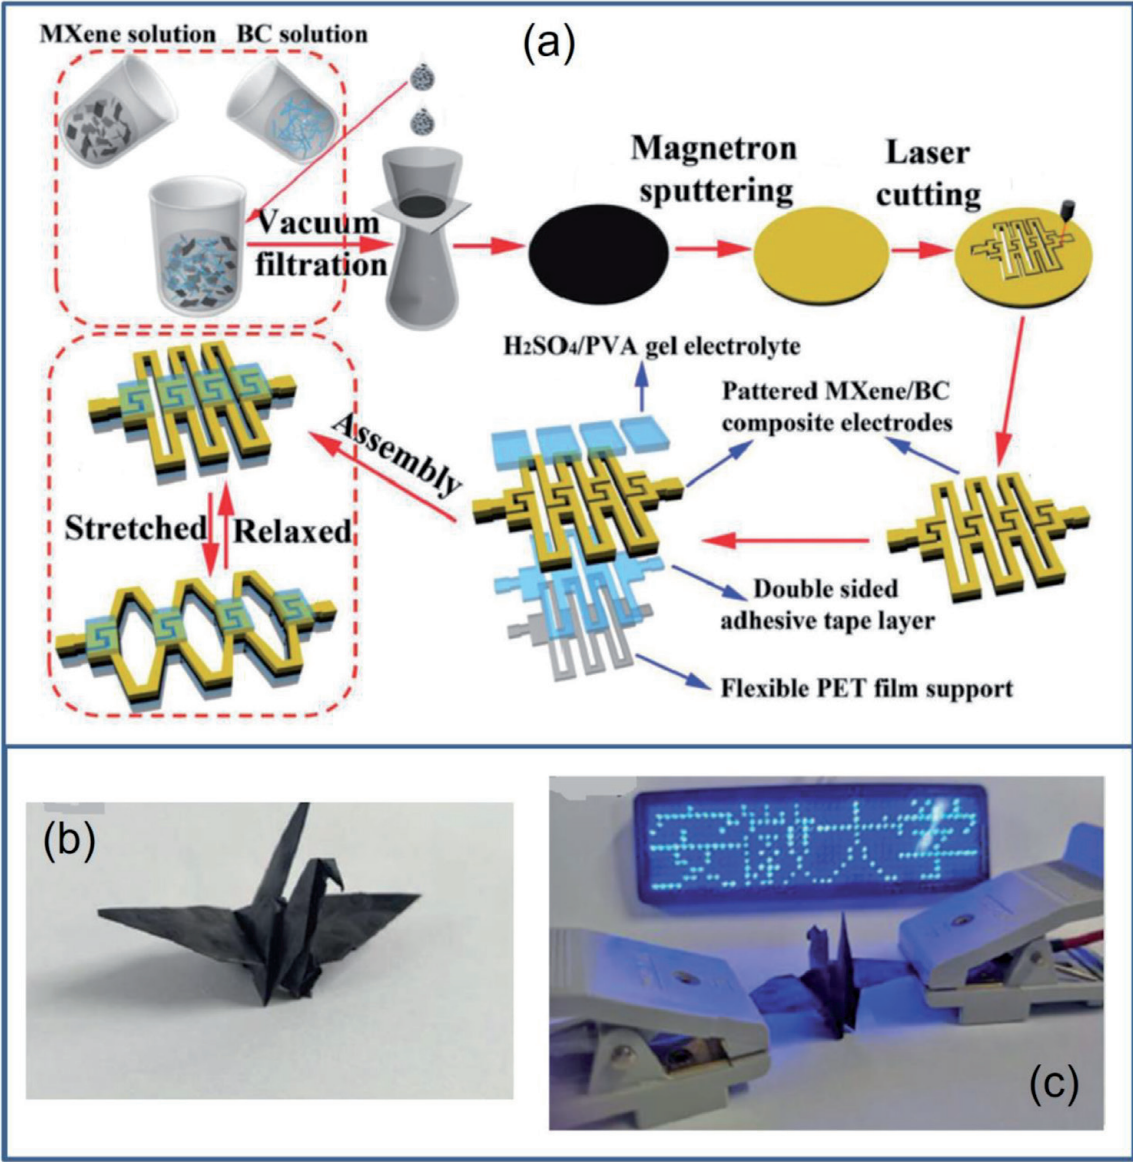 (a)
MXene solution
BC solution
Vacuum
filtration
Magnetron
sputtering
Laser
cutting
H₂SO₄/PVA gel electrolyte
Pattered MXene/BC
composite electrodes
Assembly
Stretched
Relaxed
Double sided
adhesive tape layer
Flexible PET film support
(b)
安徽大学
(c)